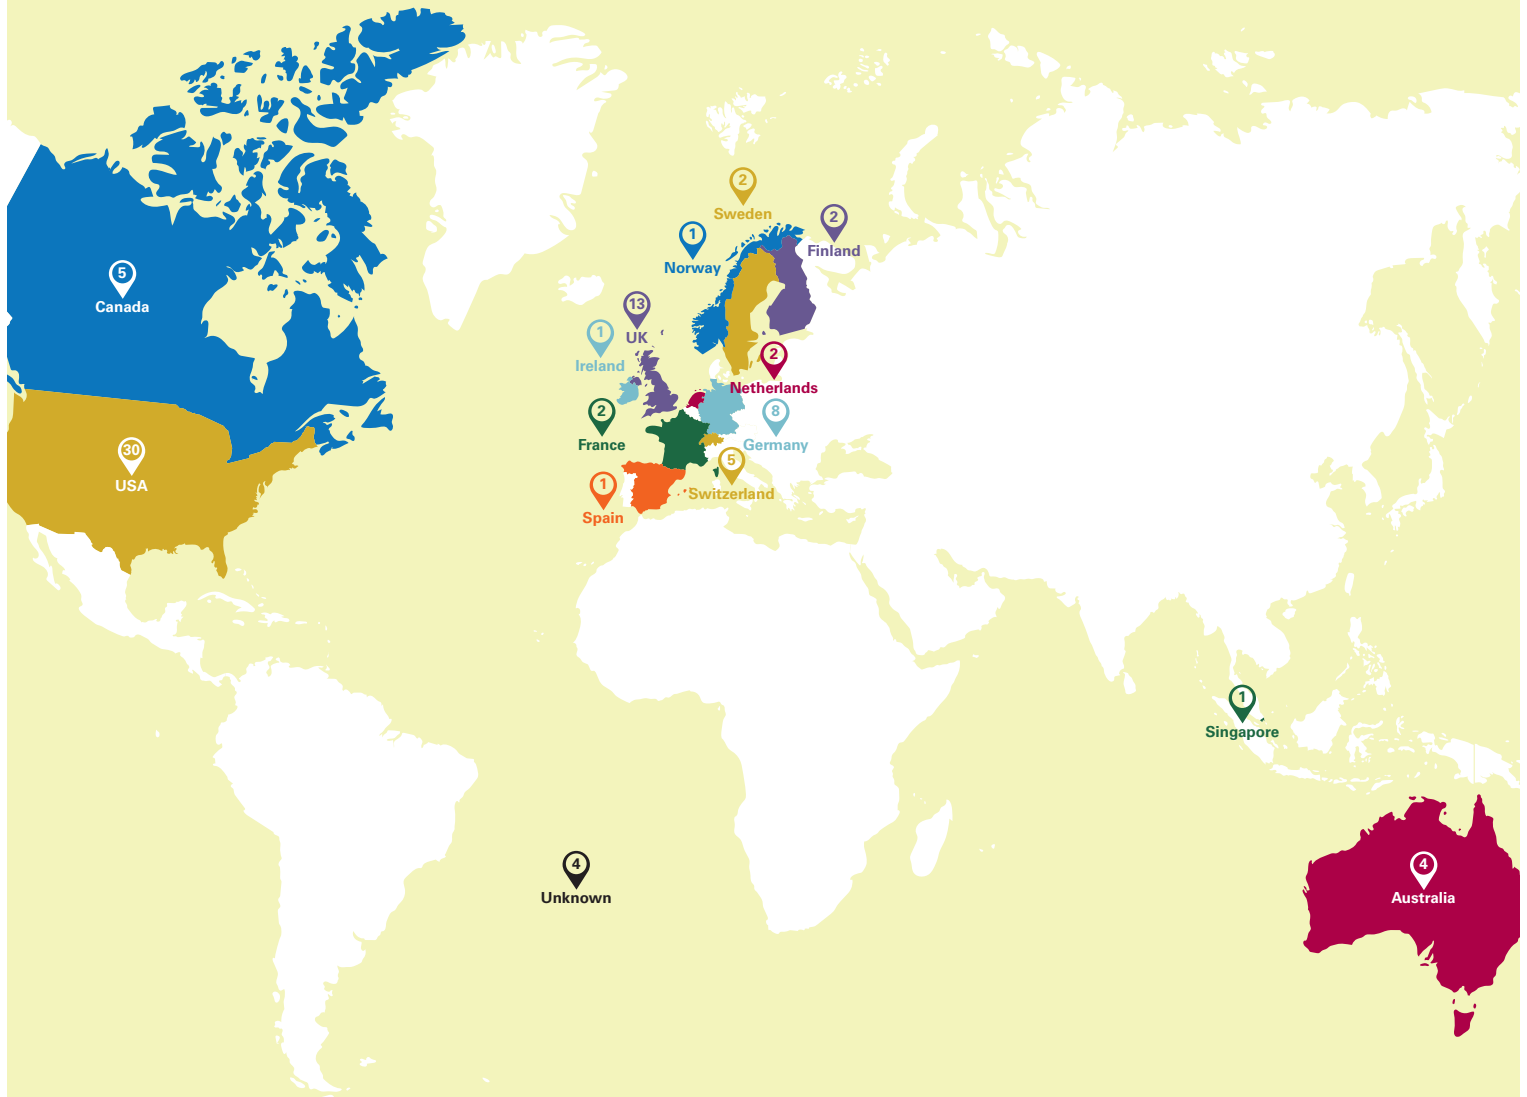 2
Sweden
2
Finland
1
Norway
5
Canada
13
UK
1
Ireland
2
Netherlands
2
France
8
Germany
30
USA
5
Switzerland
1
Spain
1
Singapore
4
Unknown
4
Australia